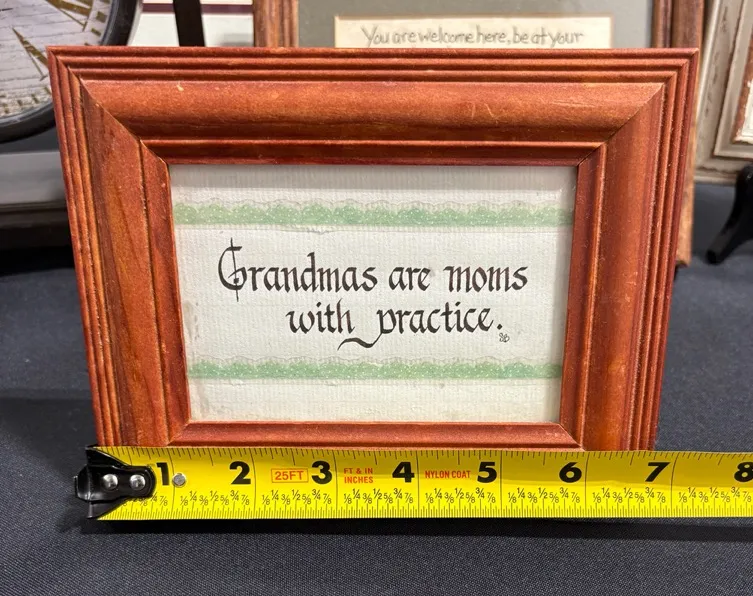 You are welcome here, be at your
Grandmas are moms
with practice.
1 2 25FT 3 FT & IN INCHES 4 NYLON COAT 5 6 7 8